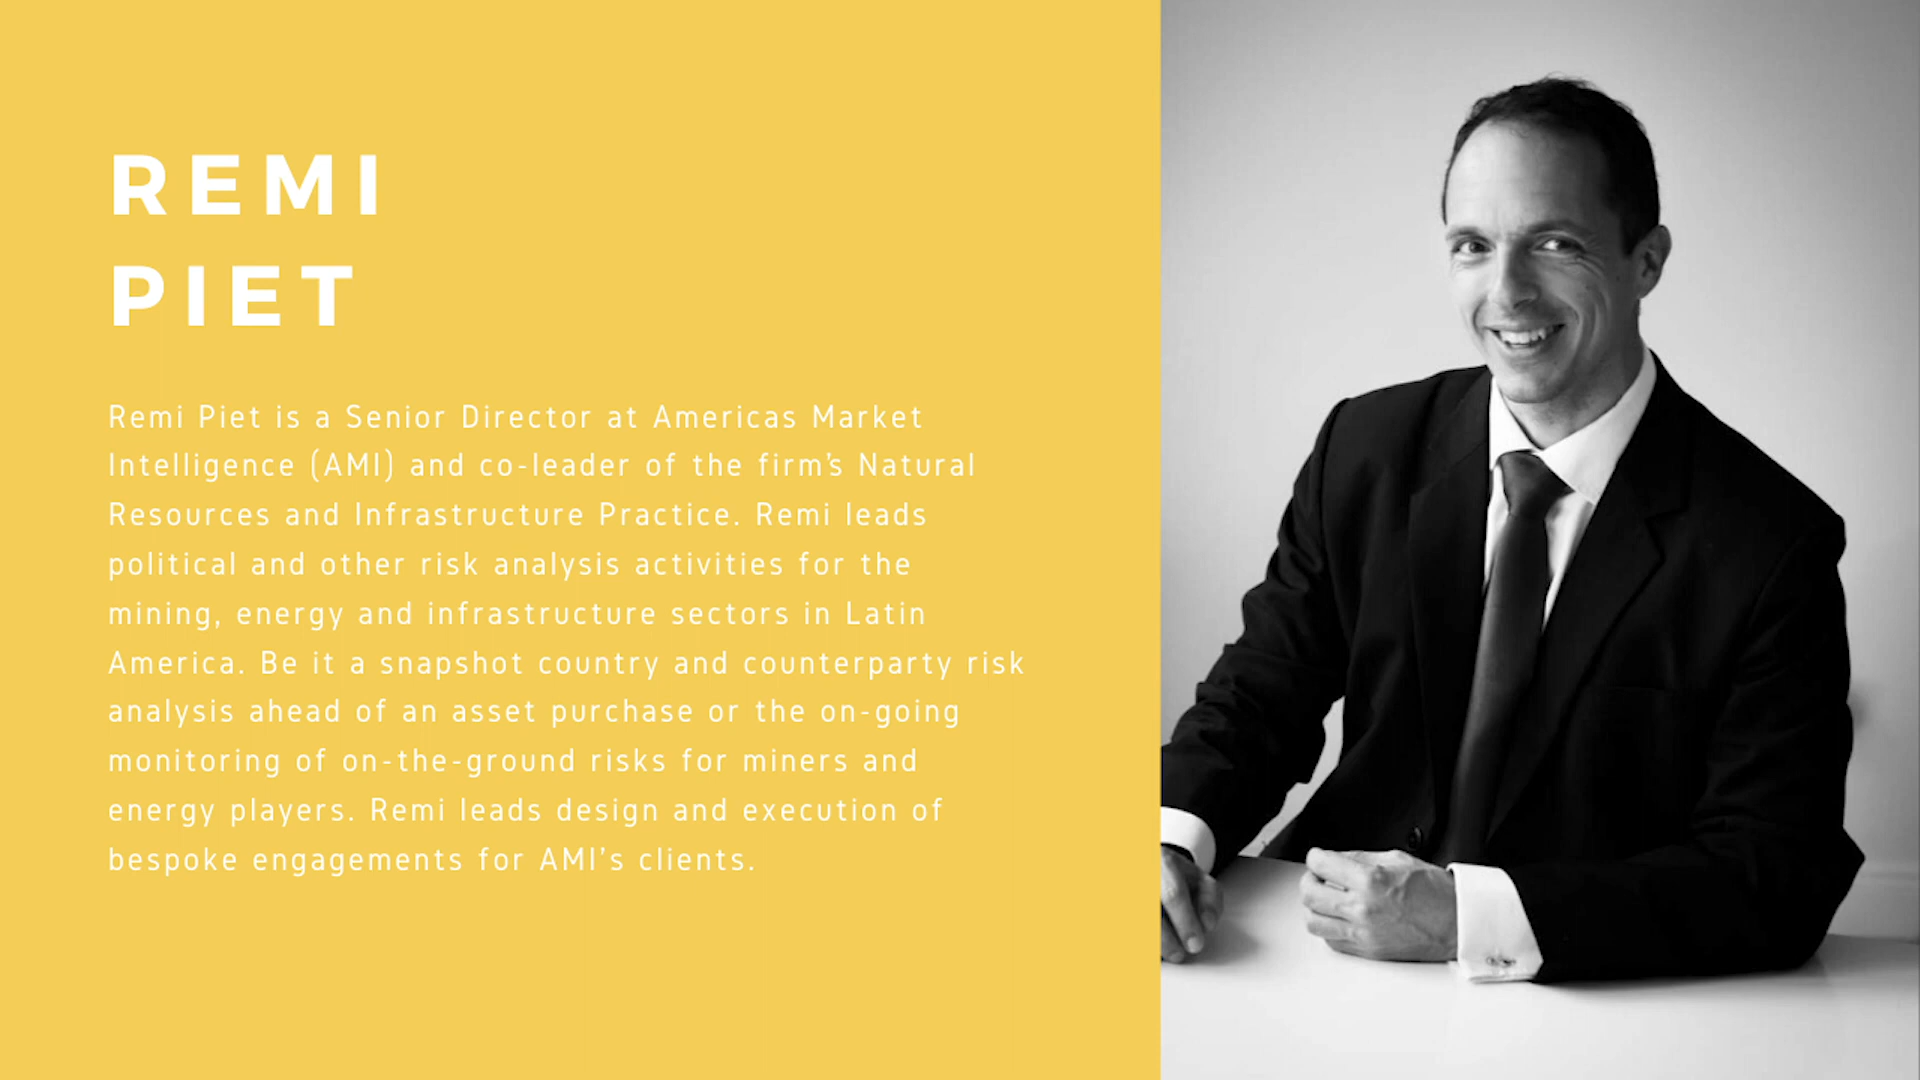 REMI
PIET
Remi Piet is a Senior Director at Americas Market
Intelligence (AMI) and co-leader of the firm’s Natural
Resources and Infrastructure Practice. Remi leads
political and other risk analysis activities for the
mining, energy and infrastructure sectors in Latin
America. Be it a snapshot country and counterparty risk
analysis ahead of an asset purchase or the on-going
monitoring of on-the-ground risks for miners and
energy players. Remi leads design and execution of
bespoke engagements for AMI’s clients.